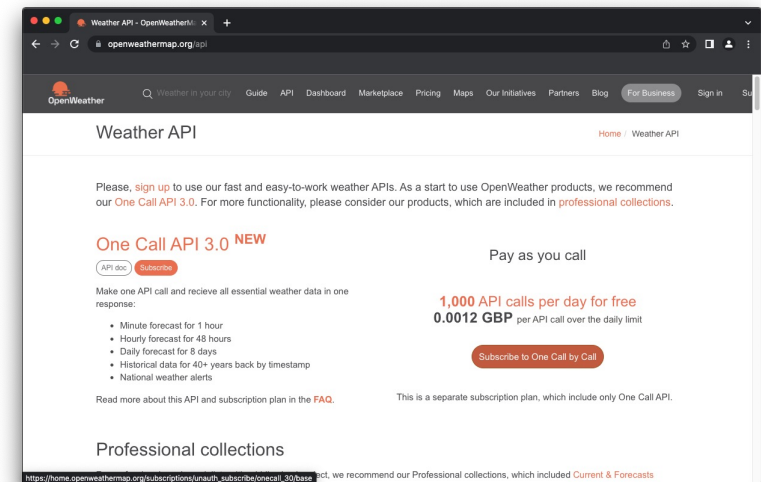 Weather API - OpenWeatherM
openweathermap.org/api
OpenWeather
Weather in your city
Guide
API
Dashboard
Marketplace
Pricing
Maps
Our Initiatives
Partners
Blog
For Business
Sign in
Su
Weather API
Home / Weather API
Please, sign up to use our fast and easy-to-work weather APIs. As a start to use OpenWeather products, we recommend
our One Call API 3.0. For more functionality, please consider our products, which are included in professional collections.
One Call API 3.0 NEW
API doc
Subscribe
Make one API call and recieve all essential weather data in one
response:
• Minute forecast for 1 hour
• Hourly forecast for 48 hours
• Daily forecast for 8 days
• Historical data for 40+ years back by timestamp
• National weather alerts
Read more about this API and subscription plan in the FAQ.
Pay as you call
1,000 API calls per day for free
0.0012 GBP per API call over the daily limit
Subscribe to One Call by Call
This is a separate subscription plan, which include only One Call API.
Professional collections
ect, we recommend our Professional collections, which included Current & Forecasts
https://home.openweathermap.org/subscriptions/unauth_subscribe/onecall_30/base